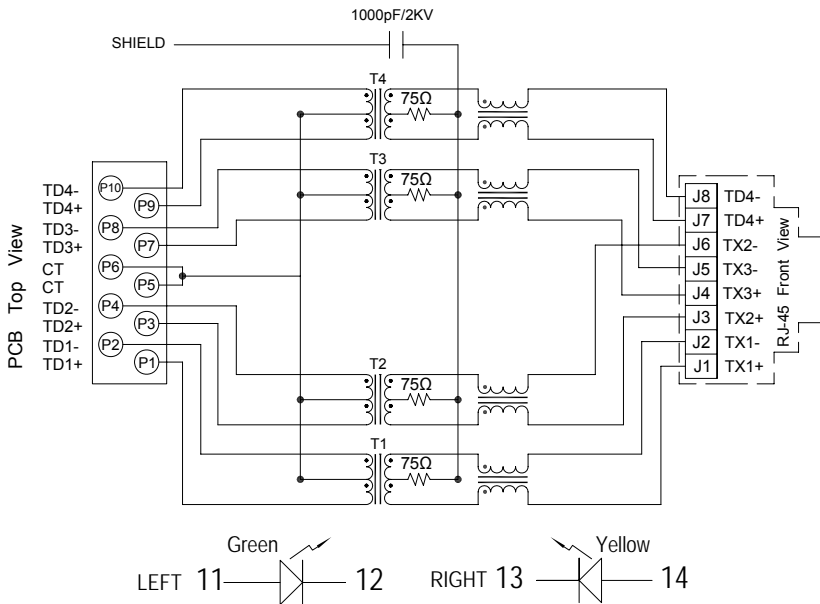 1000pF/2KV
SHIELD
T4
75Ω
T3
75Ω
T2
75Ω
T1
75Ω
PCB Top View
TD4- P10
TD4+ P9
TD3- P8
TD3+ P7
CT P6
CT P5
TD2- P4
TD2+ P3
TD1- P2
TD1+ P1
J8 TD4-
J7 TD4+
J6 TX2-
J5 TX3-
J4 TX3+
J3 TX2+
J2 TX1-
J1 TX1+
RJ-45 Front View
Green
LEFT 11 12
Yellow
RIGHT 13 14